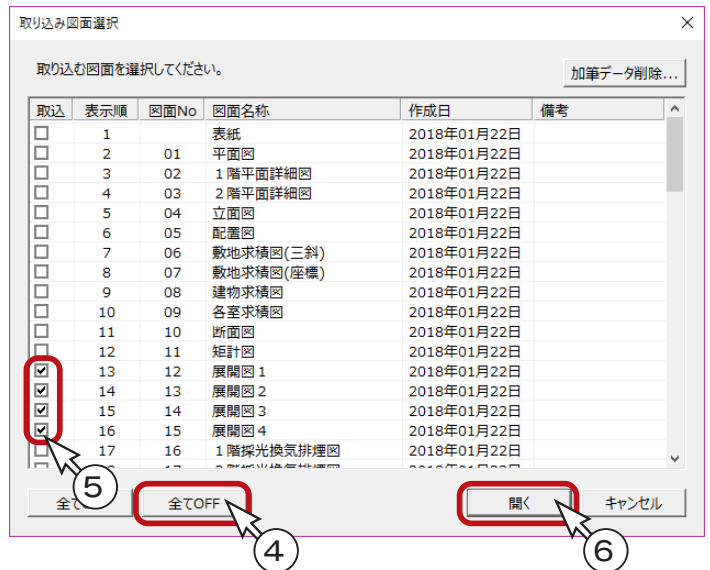 取り込み図面選択
取り込む図面を選択してください。
加筆データ削除...
取込 表示順 図面No 図面名称 作成日 備考
1 表紙 2018年01月22日
2 01 平面図 2018年01月22日
3 02 1階平面詳細図 2018年01月22日
4 03 2階平面詳細図 2018年01月22日
5 04 立面図 2018年01月22日
6 05 配置図 2018年01月22日
7 06 敷地求積図(三斜) 2018年01月22日
8 07 敷地求積図(座標) 2018年01月22日
9 08 建物求積図 2018年01月22日
10 09 各室求積図 2018年01月22日
11 10 断面図 2018年01月22日
12 11 矩計図 2018年01月22日
13 12 展開図1 2018年01月22日
14 13 展開図2 2018年01月22日
15 14 展開図3 2018年01月22日
16 15 展開図4 2018年01月22日
17 16 1階採光換気排煙図 2018年01月22日
⑤
全てOFF 開く キャンセル
④ ⑥